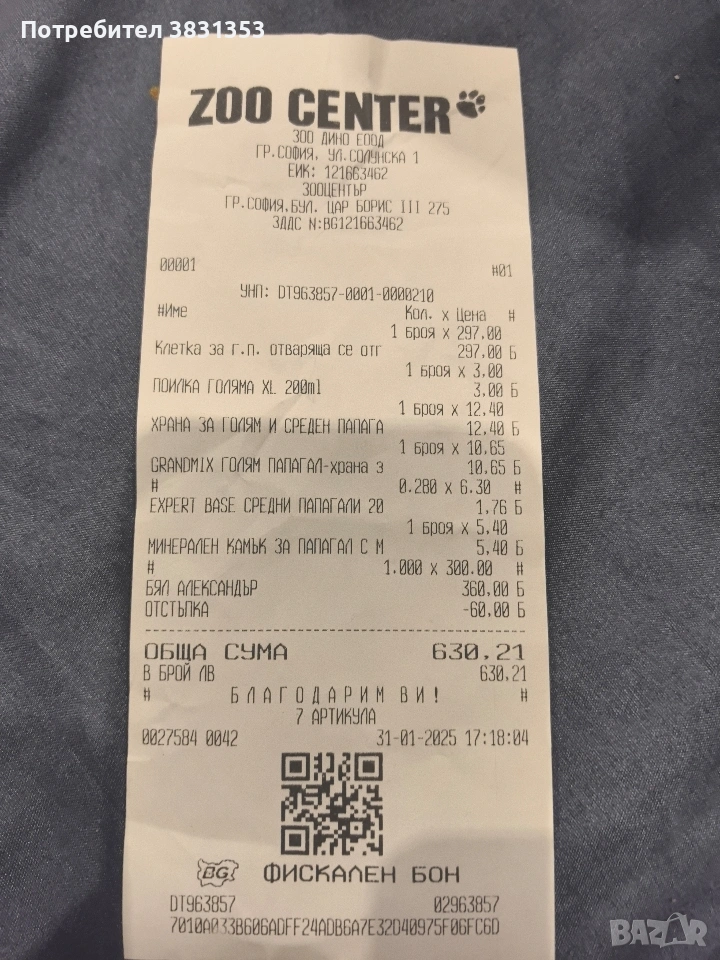 Потребител 3831353
ZOO CENTER
ЗОО ДИНО ЕООД
ГР.СОФИЯ, УЛ.СОЛУНСКА 1
ЕИК: 121663462
ЗООЦЕНТЪР
ГР.СОФИЯ.БУЛ. ЦАР БОРИС III 275
ЗДДС N:BG121663462
00001 #01
УНП: DT963857-0001-0000210
#Име Кол. x Цена #
1 Броя x 297.00
Клетка за г.п. отваряща се отг 297,00 Б
1 броя x 3.00
ПОИЛКА ГОЛЯМА XL 200ml 3,00 Б
1 Броя x 12,40
ХРАНА ЗА ГОЛЯМ И СРЕДЕН ПАПАГА 12,40 Б
1 броя x 10.65
GRANDMIX ГОЛЯМ ПАПАГАЛ-храна з 10,65 Б
# 0.280 x 6.30 #
EXPERT BASE СРЕДНИ ПАПАГАЛИ 20 1,76 Б
1 Броя x 5,40
МИНЕРАЛЕН КАМЪК ЗА ПАПАГАЛ С М 5,40 Б
# 1.000 x 300.00 #
БЯЛ АЛЕКСАНДЪР 360,00 Б
ОТСТЪПКА -60.00 Б
ОБЩА СУМА 630,21
В БРОЙ ЛВ 630,21
# БЛАГОДАРИМ ВИ! #
7 АРТИКУЛА
0027584 0042 31-01-2025 17:18:04
BG ФИСКАЛЕН БОН
DT963857 02963857
7010A033B606ADFF24ADB6A7E32D40975F06FC6D
BAZAR